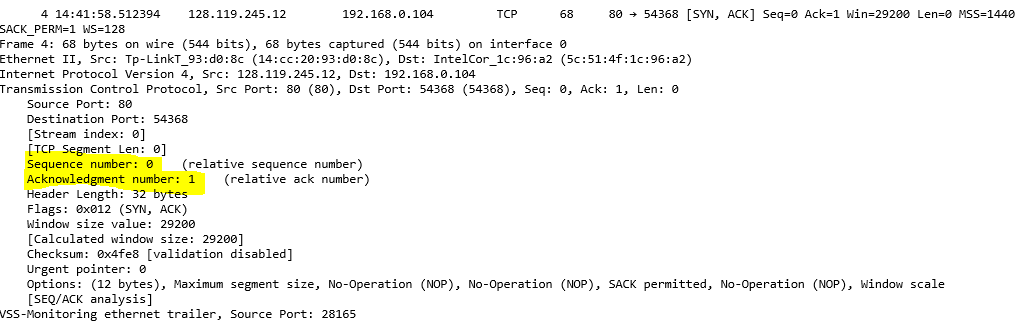 4 14:41:58.512394 128.119.245.12 192.168.0.104 TCP 68 80 → 54368 [SYN, ACK] Seq=0 Ack=1 Win=29200 Len=0 MSS=1440
SACK_PERM=1 WS=128
Frame 4: 68 bytes on wire (544 bits), 68 bytes captured (544 bits) on interface 0
Ethernet II, Src: Tp-LinkT_93:d0:8c (14:cc:20:93:d0:8c), Dst: IntelCor_1c:96:a2 (5c:51:4f:1c:96:a2)
Internet Protocol Version 4, Src: 128.119.245.12, Dst: 192.168.0.104
Transmission Control Protocol, Src Port: 80 (80), Dst Port: 54368 (54368), Seq: 0, Ack: 1, Len: 0
Source Port: 80
Destination Port: 54368
[Stream index: 0]
[TCP Segment Len: 0]
Sequence number: 0 (relative sequence number)
Acknowledgment number: 1 (relative ack number)
Header Length: 32 bytes
Flags: 0x012 (SYN, ACK)
Window size value: 29200
[Calculated window size: 29200]
Checksum: 0x4fe8 [validation disabled]
Urgent pointer: 0
Options: (12 bytes), Maximum segment size, No-Operation (NOP), No-Operation (NOP), SACK permitted, No-Operation (NOP), Window scale
[SEQ/ACK analysis]
VSS-Monitoring ethernet trailer, Source Port: 28165